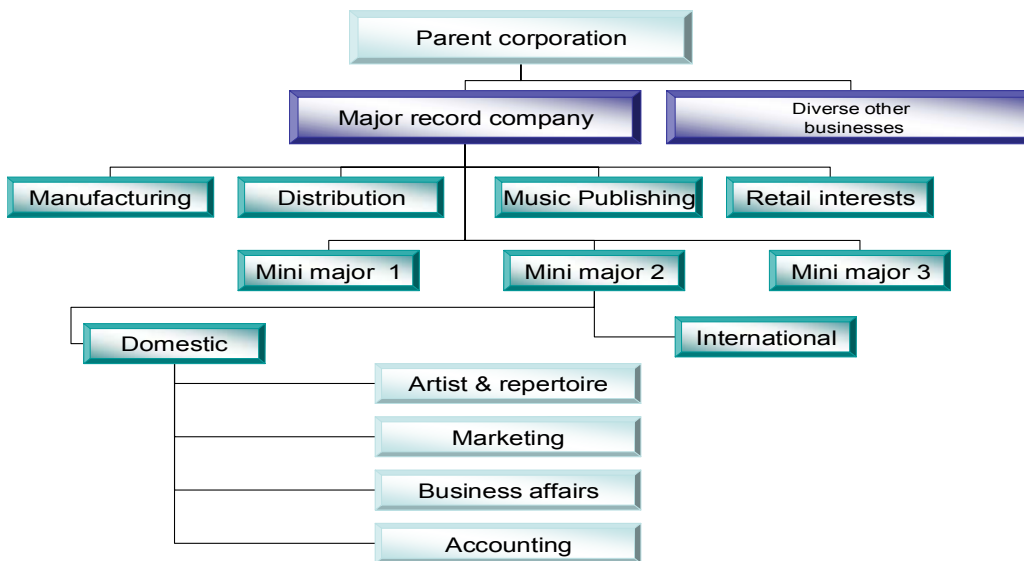 Parent corporation
Major record company
Diverse other
businesses
Manufacturing
Distribution
Music Publishing
Retail interests
Mini major 1
Mini major 2
Mini major 3
Domestic
International
Artist & repertoire
Marketing
Business affairs
Accounting